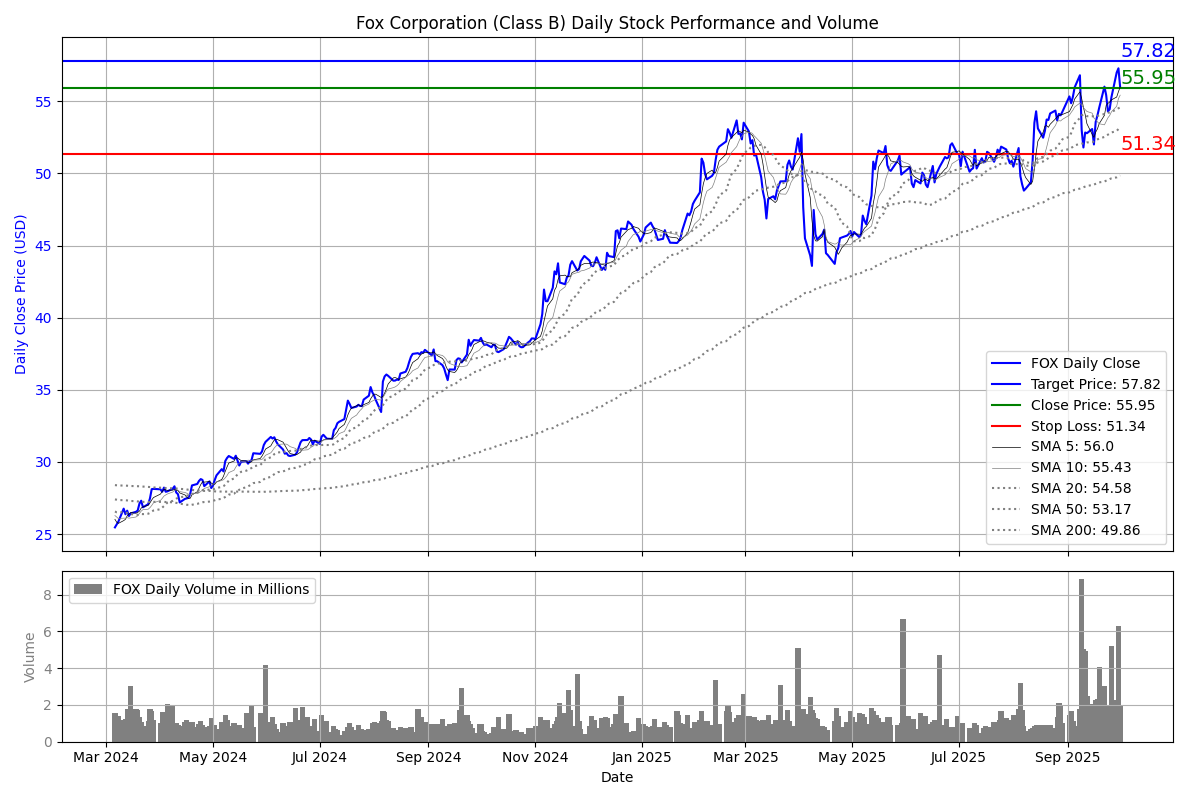 Fox Corporation (Class B) Daily Stock Performance and Volume
57.82
55.95
51.34
55
50
45
40
35
30
25
Daily Close Price (USD)
FOX Daily Close
Target Price: 57.82
Close Price: 55.95
Stop Loss: 51.34
SMA 5: 56.0
SMA 10: 55.43
SMA 20: 54.58
SMA 50: 53.17
SMA 200: 49.86
FOX Daily Volume in Millions
8
6
4
2
0
Volume
Mar 2024 May 2024 Jul 2024 Sep 2024 Nov 2024 Jan 2025 Mar 2025 May 2025 Jul 2025 Sep 2025
Date